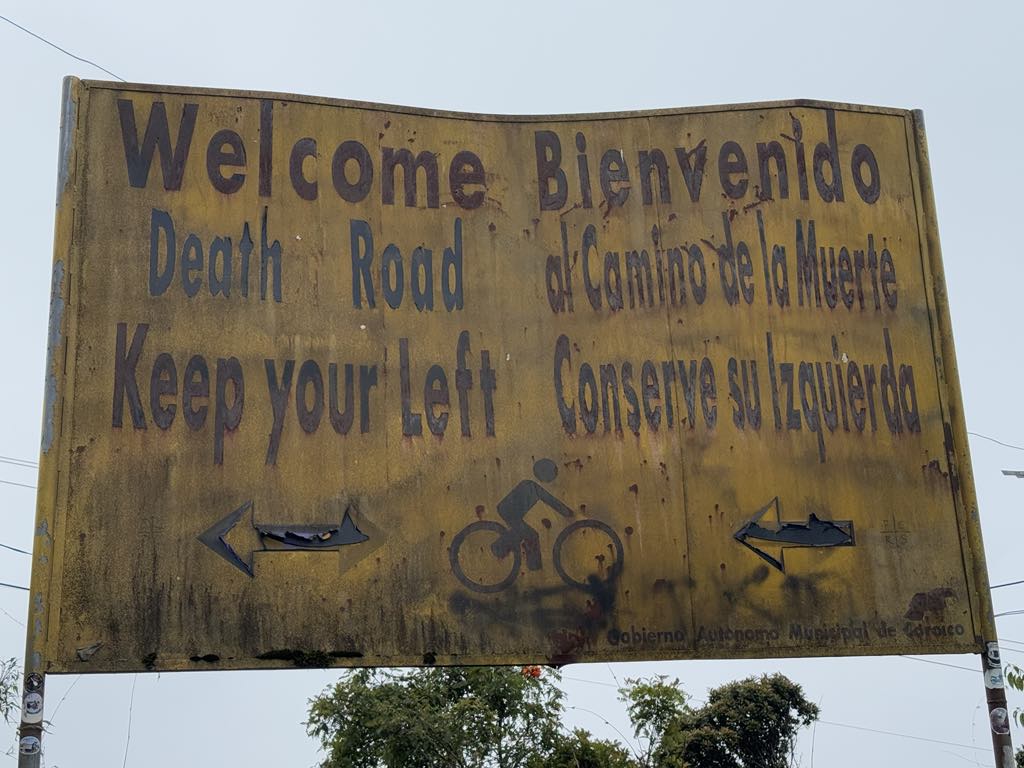 Welcome Bienvenido
Death Road al Camino de la Muerte
Keep your Left Conserve su Izquierda
Gobierno Autonomo Municipal de Coroico